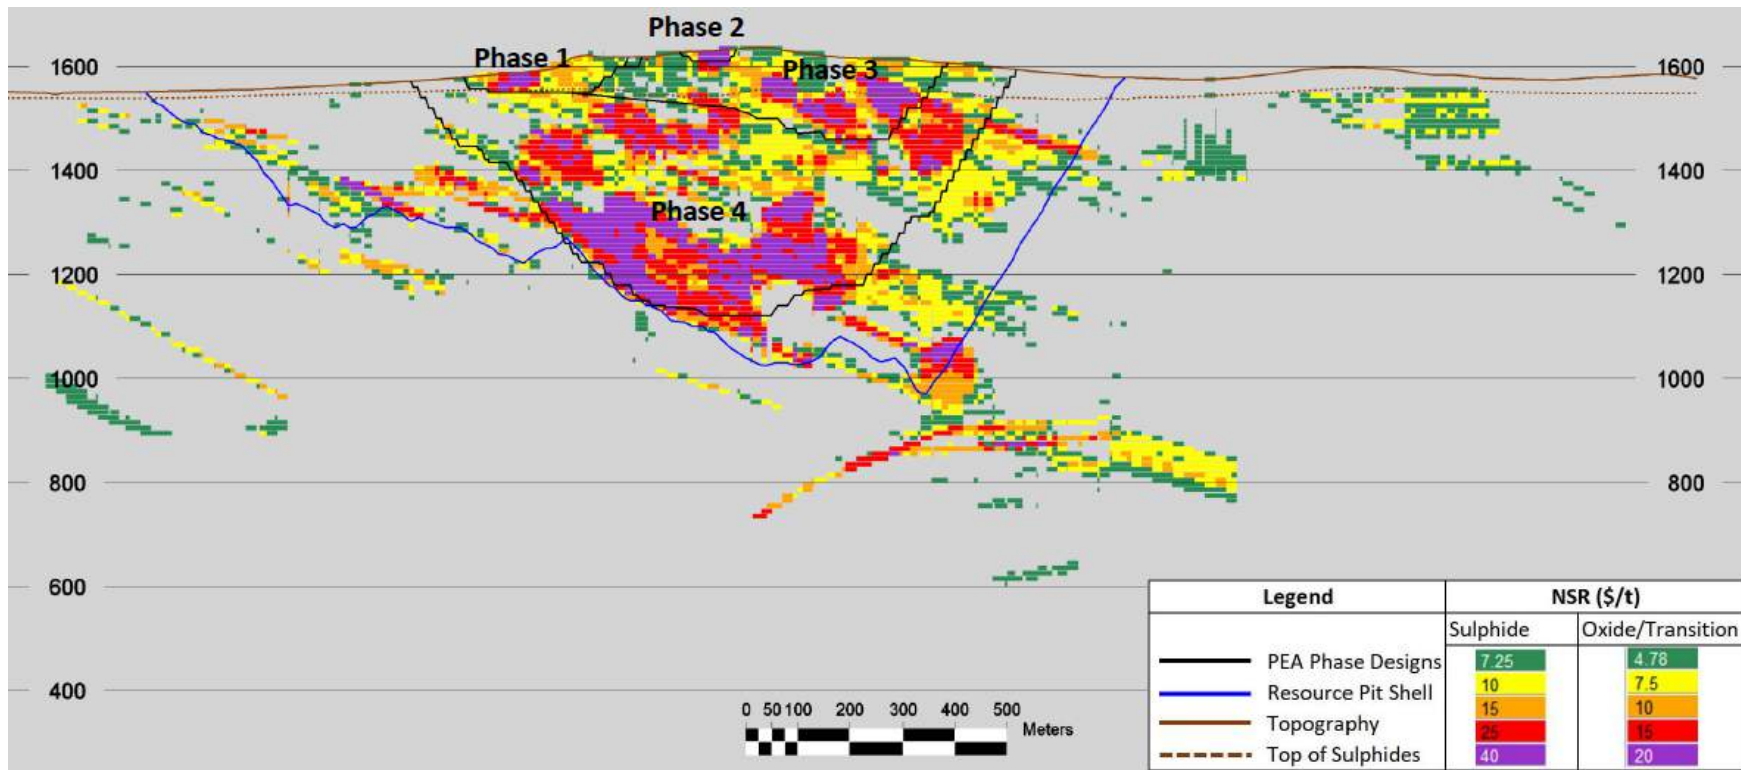 Phase 2
Phase 1
Phase 3
1600 1600
1400 1400
Phase 4
1200 1200
1000 1000
800 800
600
400
0 50 100 200 300 400 500
Meters
Legend NSR ($/t)
Sulphide Oxide/Transition
PEA Phase Designs 7.25 4.78
Resource Pit Shell 10 7.5
Topography 15 10
Top of Sulphides 25 15
40 20